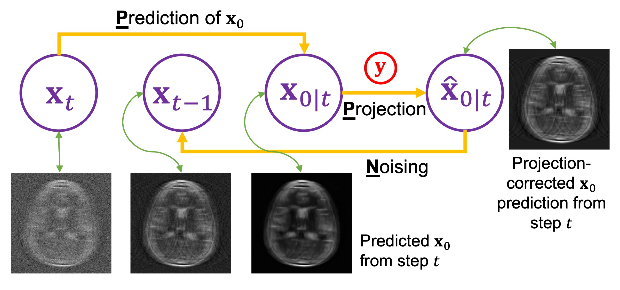 Prediction of x₀
y
xₜ
xₜ₋₁
x₀|ₜ
x̂₀|ₜ
Projection
Noising
Predicted x₀
from step t
Projection-
corrected x₀
prediction from
step t